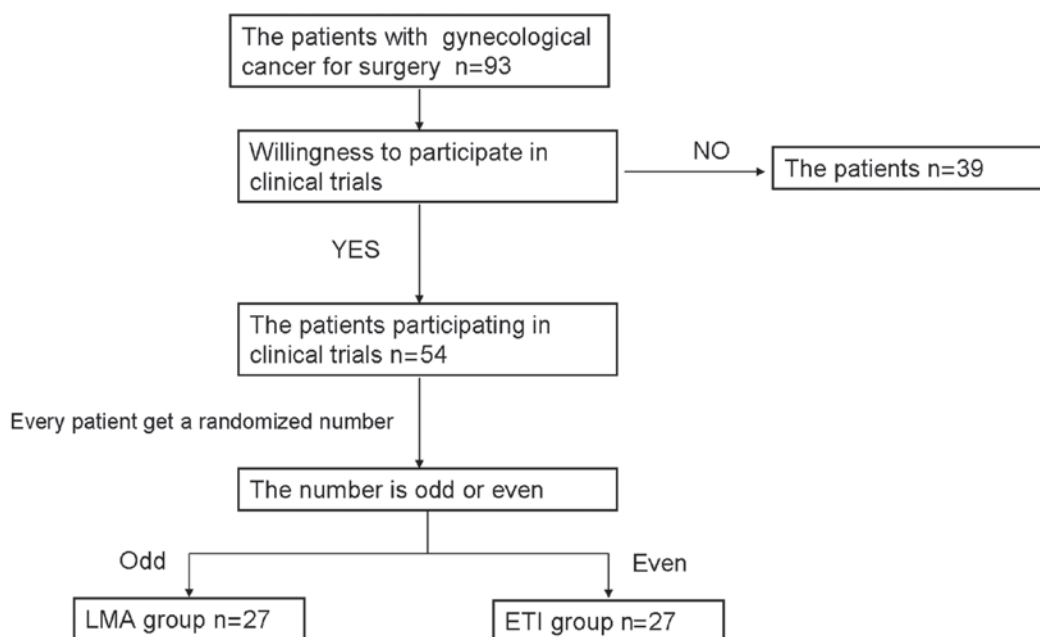 The patients with gynecological
cancer for surgery n=93
Willingness to participate in
clinical trials
NO
The patients n=39
YES
The patients participating in
clinical trials n=54
Every patient get a randomized number
The number is odd or even
Odd
Even
LMA group n=27
ETI group n=27